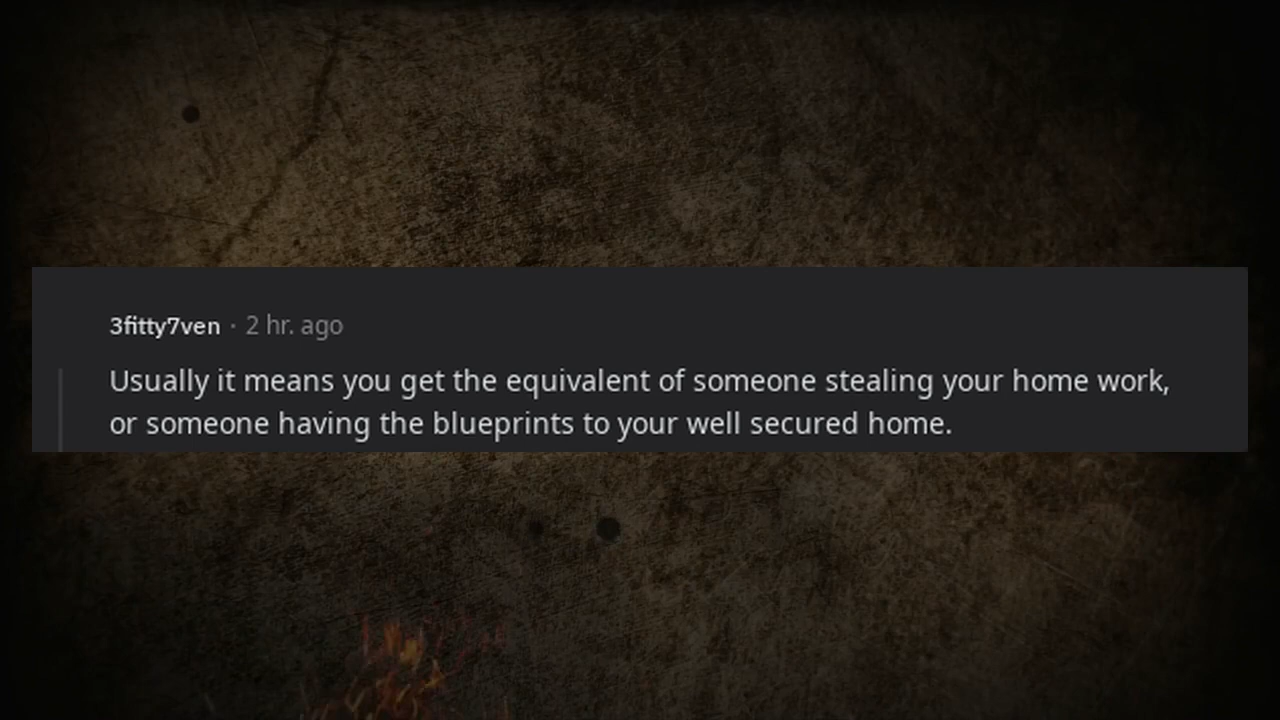 3fitty7ven · 2 hr. ago
Usually it means you get the equivalent of someone stealing your home work,
or someone having the blueprints to your well secured home.